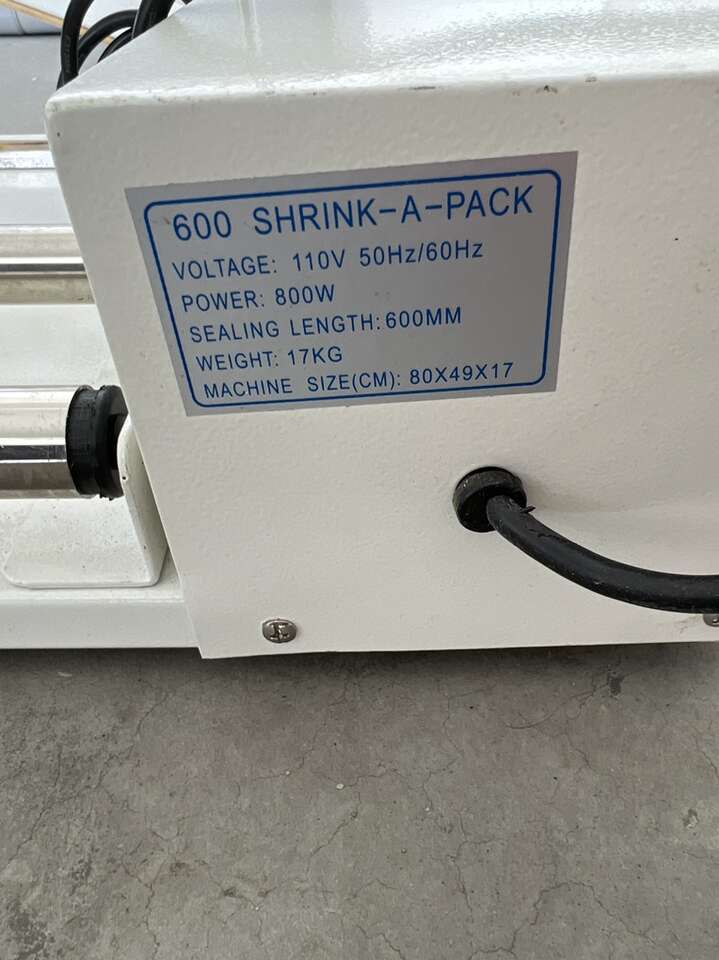 600 SHRINK-A-PACK
VOLTAGE: 110V 50Hz/60Hz
POWER: 800W
SEALING LENGTH:600MM
WEIGHT: 17KG
MACHINE SIZE(CM): 80X49X17